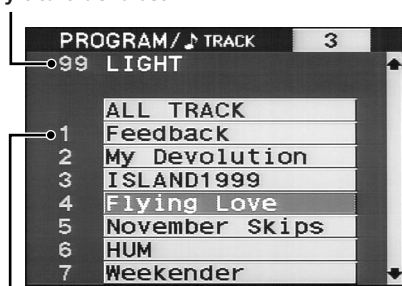 PROGRAM/♪ TRACK 3
99 LIGHT
ALL TRACK
1 Feedback
2 My Devolution
3 ISLAND1999
4 Flying Love
5 November Skips
6 HUM
7 Weekender